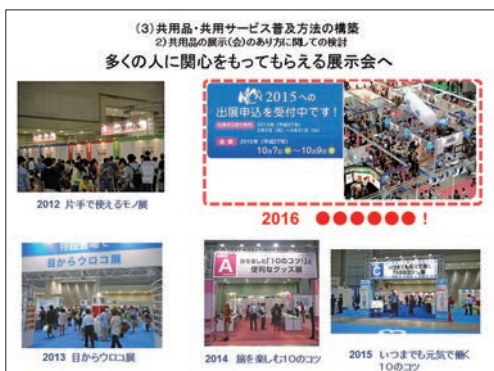 (3)共用品・共用サービス普及方法の構築
2)共用品の展示(会)のあり方に関しての検討
多くの人に関心をもってもらえる展示会へ
2015への
出展申込を受付中です!
2015年(平成27年)
10月7日
～10月9日
2012 片手で使えるモノ展
2016 ●●●●●●!
目からウロコ展
A
旅を楽しむ「10のコツ」と
便利なグッズ展
C
2013 目からウロコ展
2014 旅を楽しむ10のコツ
2015 いつまでも元気で働く
10のコツ